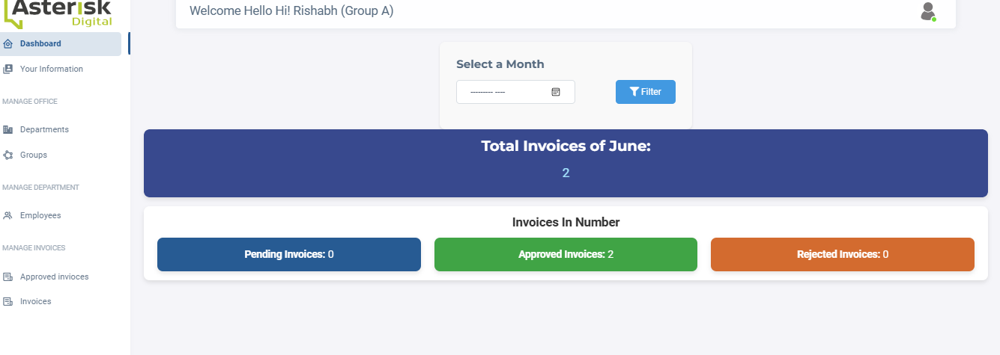 Asterisk
Digital
Welcome Hello Hi! Rishabh (Group A)
Dashboard
Your Information
MANAGE OFFICE
Departments
Groups
MANAGE DEPARTMENT
Employees
MANAGE INVOICES
Approved invioces
Invoices
Select a Month
--------- ----
Filter
Total Invoices of June:
2
Invoices In Number
Pending Invoices: 0
Approved Invoices: 2
Rejected Invoices: 0